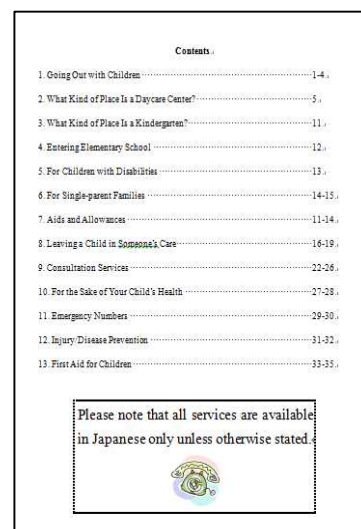 Contents
1. Going Out with Children ··· 1-4
2. What Kind of Place Is a Daycare Center? ··· 5
3. What Kind of Place Is a Kindergarten? ··· 11
4. Entering Elementary School ··· 12
5. For Children with Disabilities ··· 13
6. For Single-parent Families ··· 14-15
7. Aids and Allowances ··· 11-14
8. Leaving a Child in Someone's Care ··· 16-19
9. Consultation Services ··· 22-26
10. For the Sake of Your Child's Health ··· 27-28
11. Emergency Numbers ··· 29-30
12. Injury/Disease Prevention ··· 31-32
13. First Aid for Children ··· 33-35
Please note that all services are available
in Japanese only unless otherwise stated.